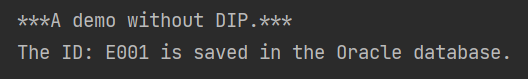 ***A demo without DIP.***
The ID: E001 is saved in the Oracle database.